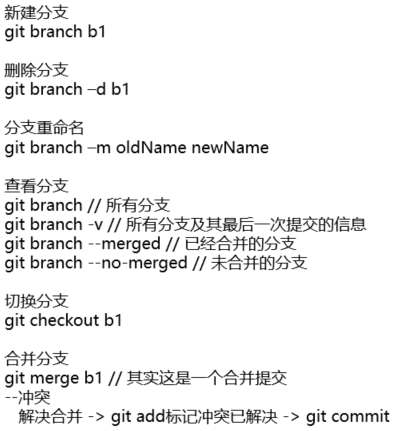 新建分支
git branch b1
删除分支
git branch –d b1
分支重命名
git branch –m oldName newName
查看分支
git branch // 所有分支
git branch -v // 所有分支及其最后一次提交的信息
git branch --merged // 已经合并的分支
git branch --no-merged // 未合并的分支
切换分支
git checkout b1
合并分支
git merge b1 // 其实这是一个合并提交
--冲突
解决合并 -> git add标记冲突已解决 -> git commit